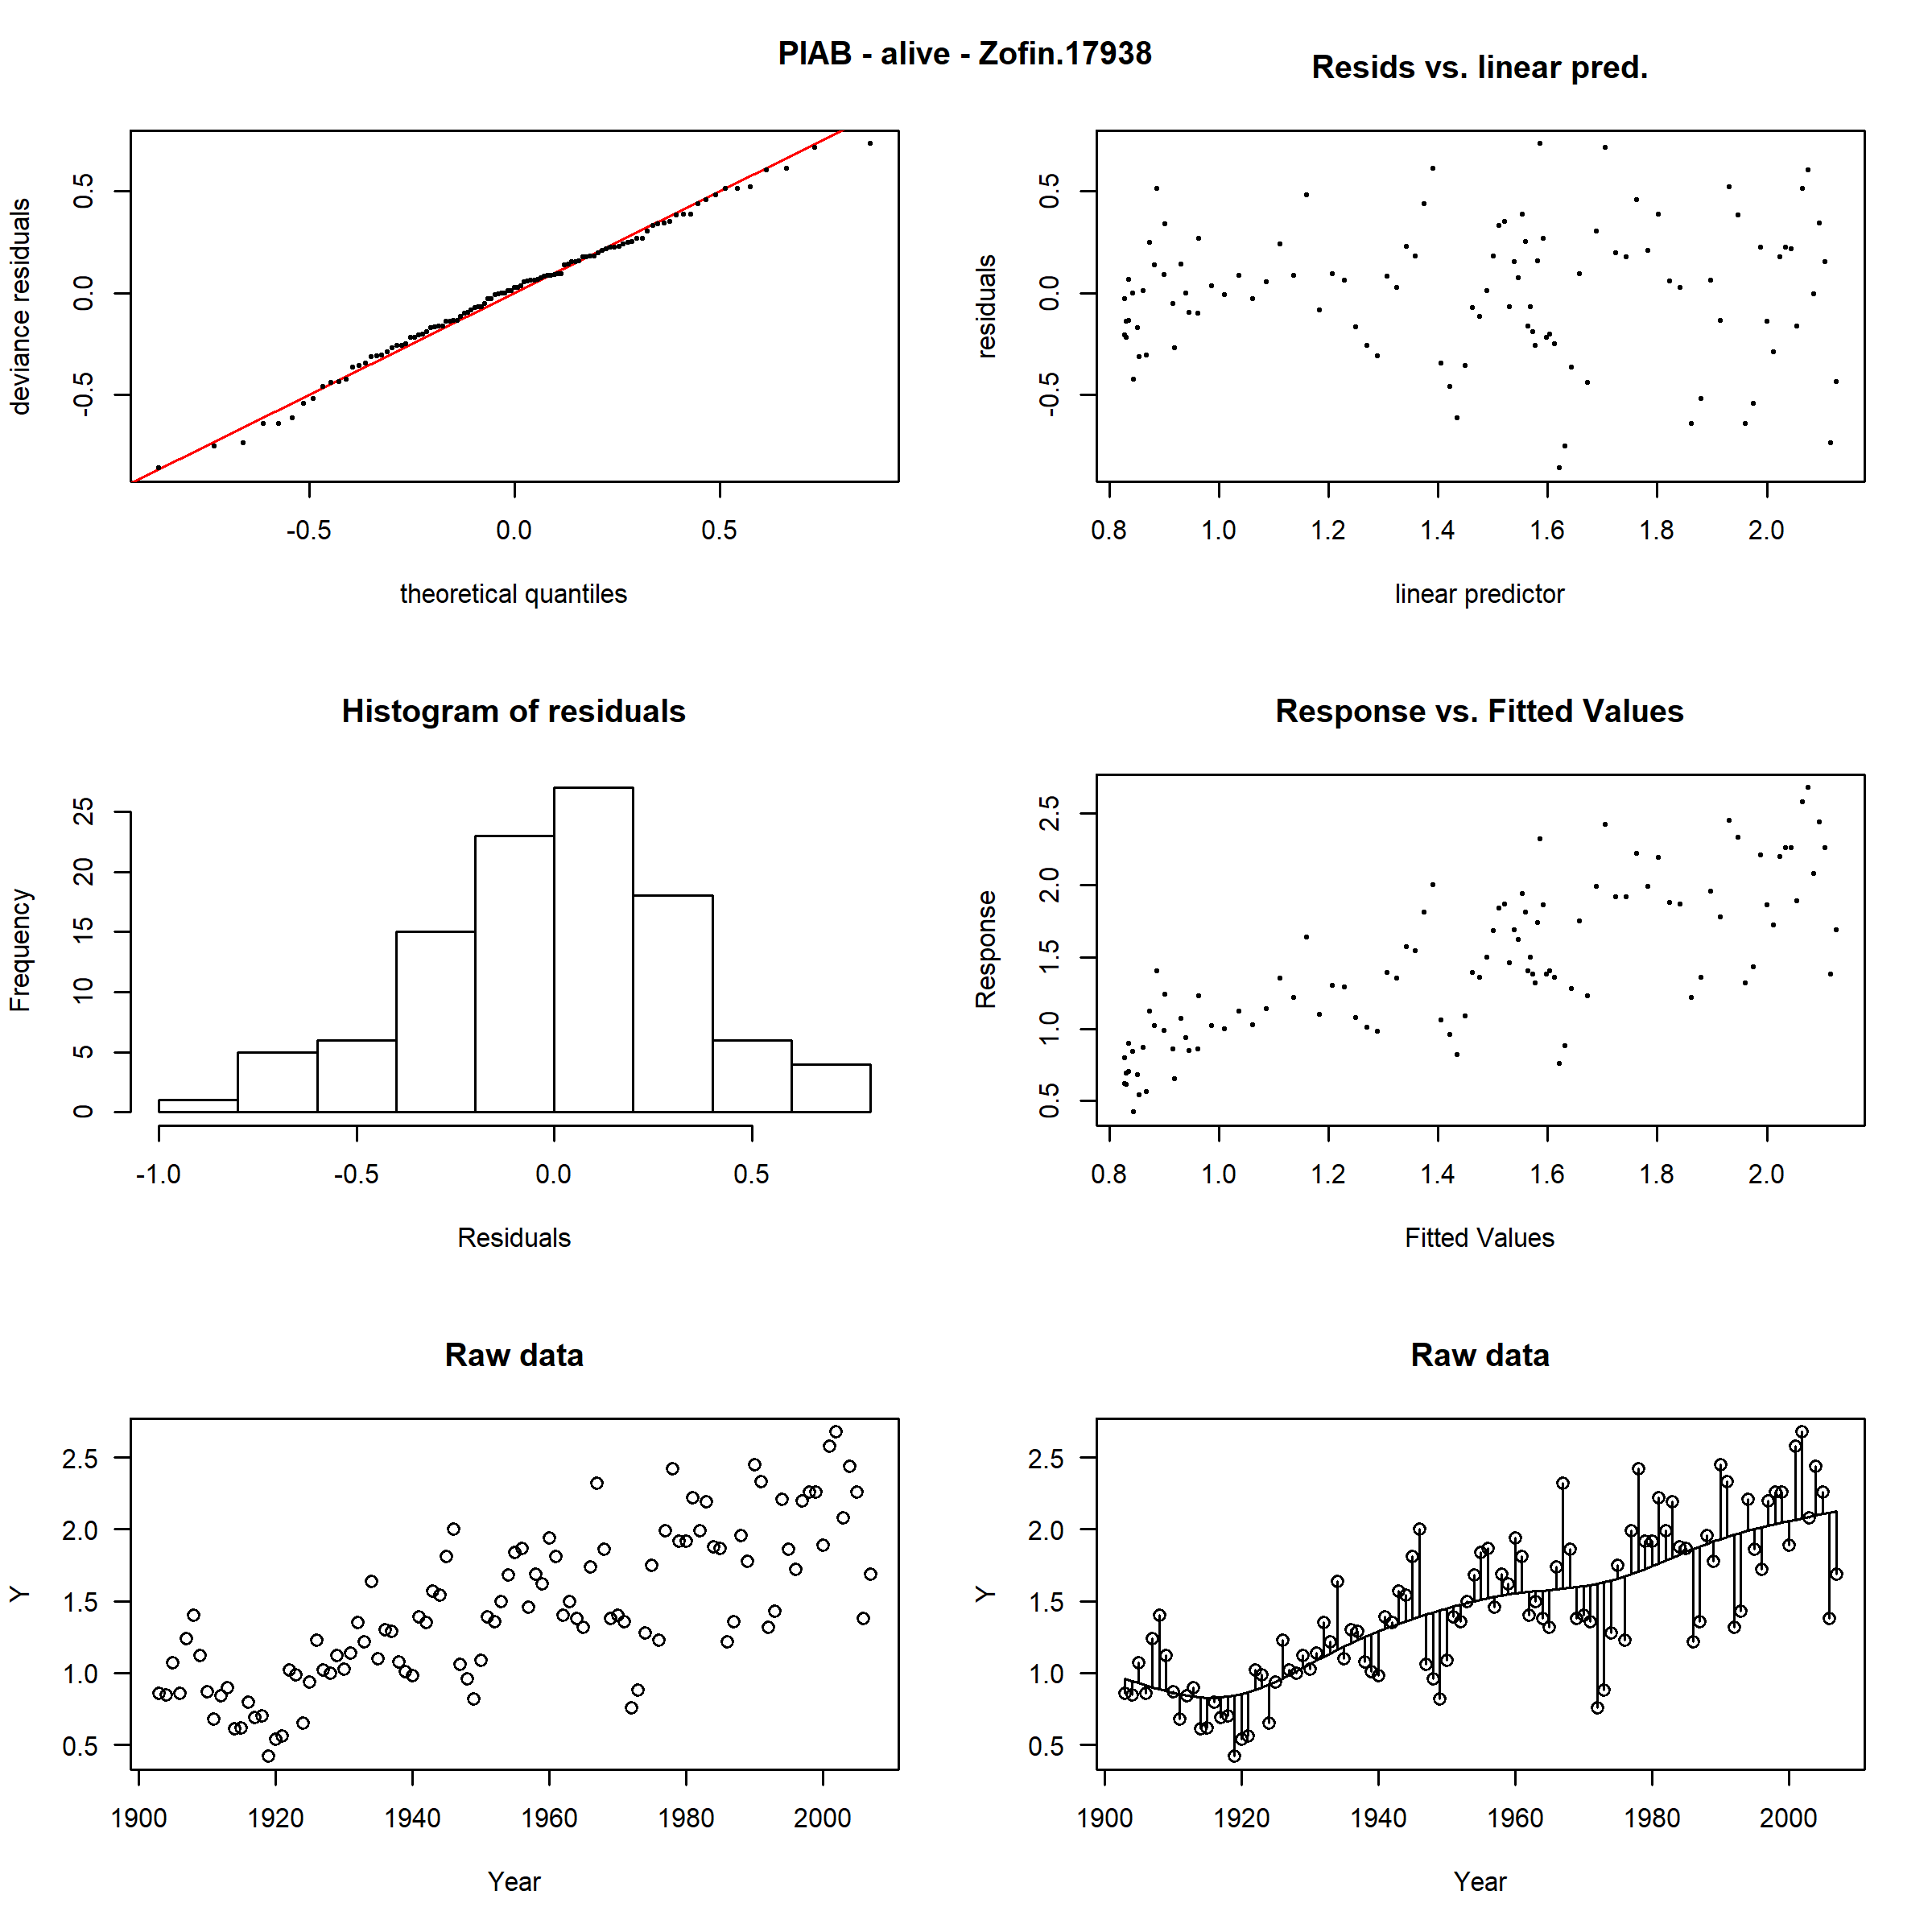 PIAB - alive - Zofin.17938
Resids vs. linear pred.
deviance residuals
0.5
0.0
-0.5
-0.5 0.0 0.5
theoretical quantiles
residuals
0.5
0.0
-0.5
0.8 1.0 1.2 1.4 1.6 1.8 2.0
linear predictor
Histogram of residuals
Frequency
25
20
15
10
5
0
-1.0 -0.5 0.0 0.5
Residuals
Response vs. Fitted Values
Response
2.5
2.0
1.5
1.0
0.5
0.8 1.0 1.2 1.4 1.6 1.8 2.0
Fitted Values
Raw data
Y
2.5
2.0
1.5
1.0
0.5
1900 1920 1940 1960 1980 2000
Year
Raw data
Y
2.5
2.0
1.5
1.0
0.5
1900 1920 1940 1960 1980 2000
Year